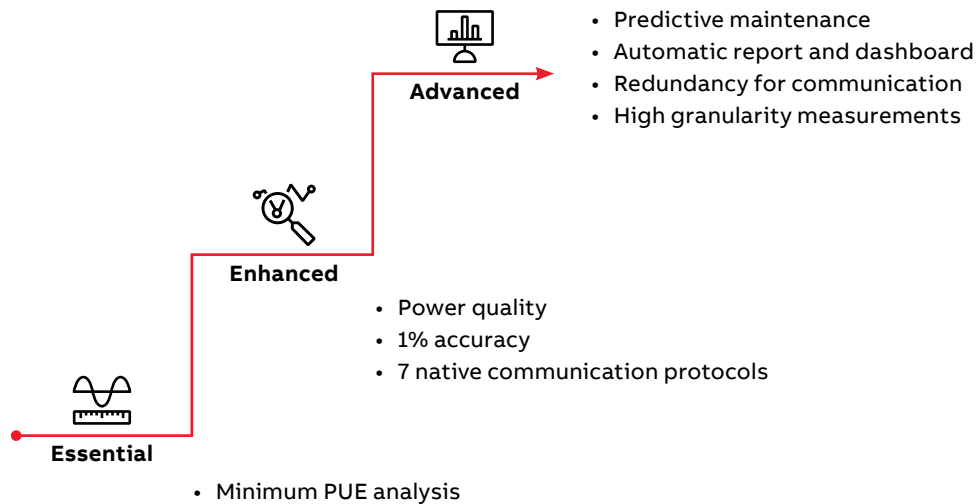 • Predictive maintenance
• Automatic report and dashboard
• Redundancy for communication
• High granularity measurements
Advanced
Enhanced
• Power quality
• 1% accuracy
• 7 native communication protocols
Essential
• Minimum PUE analysis